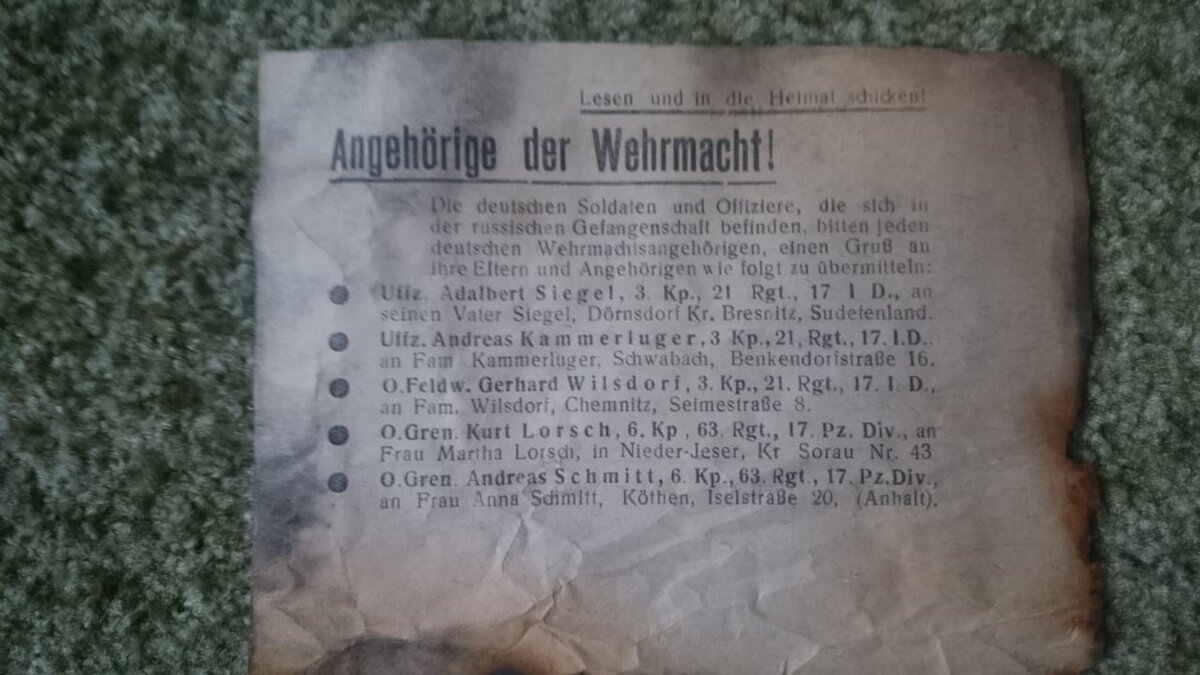 Lesen und in die Heimat schicken!
Angehörige der Wehrmacht!
Die deutschen Soldaten und Offiziere, die sich in
der russischen Gefangenschaft befinden, bitten jeden
deutschen Wehrmachtsangehörigen, einen Gruß an
ihre Eltern und Angehörigen wie folgt zu übermitteln:
● Uffz. Adalbert Siegel, 3. Kp., 21 Rgt., 17 I D., an
seinen Vater Siegel, Dörnsdorf Kr. Bresnitz, Sudetenland.
● Uffz. Andreas Kammerluger, 3 Kp., 21, Rgt., 17. I.D.,
an Fam Kammerluger, Schwabach, Benkendorfstraße 16.
● O.Feldw. Gerhard Wilsdorf, 3. Kp., 21. Rgt., 17. I. D.,
an Fam. Wilsdorf, Chemnitz, Selmestraße 8.
● O.Gren. Kurt Lorsch, 6. Kp., 63. Rgt., 17. Pz. Div., an
Frau Martha Lorsch, in Nieder-Jeser, Kr Sorau Nr. 43
● O.Gren. Andreas Schmitt, 6. Kp., 63. Rgt., 17. Pz.Div.,
an Frau Anna Schmitt, Köthen, Iselstraße 20, (Anhalt).